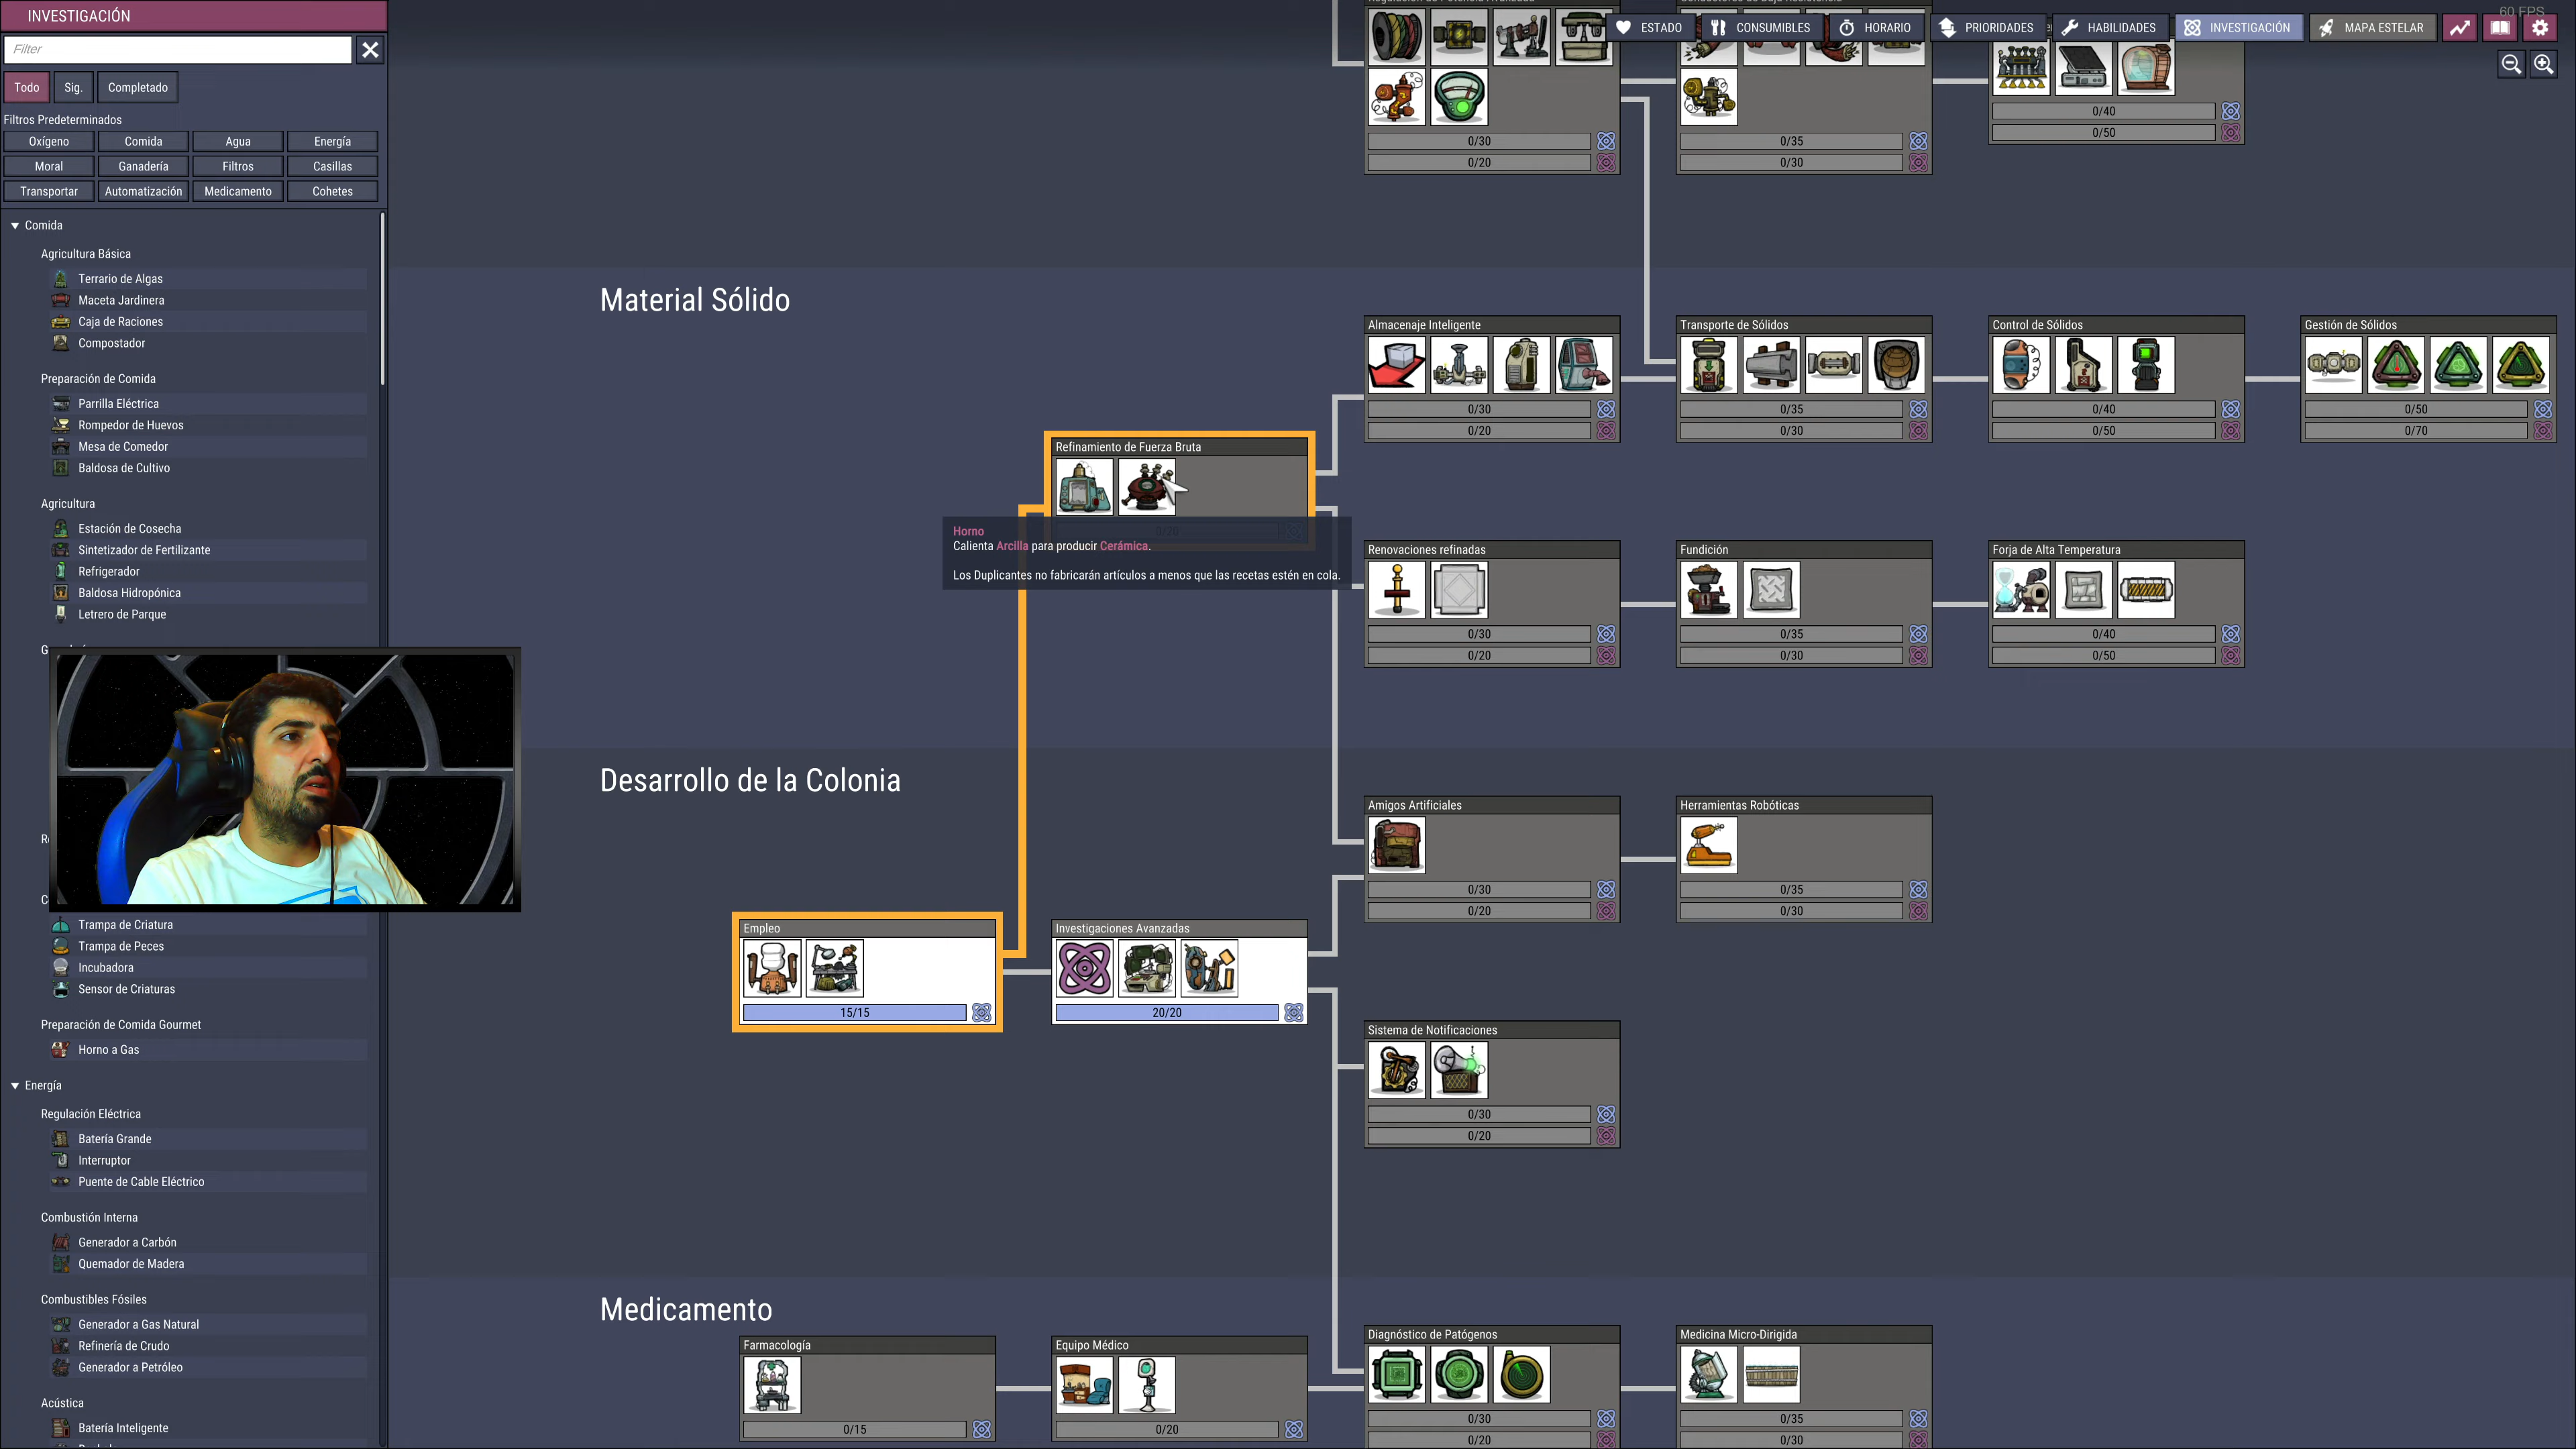 INVESTIGACIÓN
Filter
Todo
Sig.
Completado
Filtros Predeterminados
Oxígeno
Comida
Agua
Energía
Moral
Ganadería
Filtros
Casillas
Transportar
Automatización
Medicamento
Cohetes
Comida
Agricultura Básica
Terrario de Algas
Maceta Jardinera
Caja de Raciones
Compostador
Preparación de Comida
Parrilla Eléctrica
Rompedor de Huevos
Mesa de Comedor
Baldosa de Cultivo
Agricultura
Estación de Cosecha
Sintetizador de Fertilizante
Refrigerador
Baldosa Hidropónica
Letrero de Parque
Trampa de Criatura
Trampa de Peces
Incubadora
Sensor de Criaturas
Preparación de Comida Gourmet
Horno a Gas
Energía
Regulación Eléctrica
Batería Grande
Interruptor
Puente de Cable Eléctrico
Combustión Interna
Generador a Carbón
Quemador de Madera
Combustibles Fósiles
Generador a Gas Natural
Refinería de Crudo
Generador a Petróleo
Acústica
Batería Inteligente
60 FPS
ESTADO
CONSUMIBLES
HORARIO
PRIORIDADES
HABILIDADES
INVESTIGACIÓN
MAPA ESTELAR
0/30
0/20
0/35
0/30
0/40
0/50
Material Sólido
Almacenaje Inteligente
0/30
0/20
Transporte de Sólidos
0/35
0/30
Control de Sólidos
0/40
0/50
Gestión de Sólidos
0/50
0/70
Refinamiento de Fuerza Bruta
0/20
Horno
Calienta Arcilla para producir Cerámica.
Los Duplicantes no fabricarán artículos a menos que las recetas estén en cola.
Renovaciones refinadas
0/30
0/20
Fundición
0/35
0/30
Forja de Alta Temperatura
0/40
0/50
Desarrollo de la Colonia
Amigos Artificiales
0/30
0/20
Herramientas Robóticas
0/35
0/30
Empleo
15/15
Investigaciones Avanzadas
20/20
Sistema de Notificaciones
0/30
0/20
Medicamento
Farmacología
0/15
Equipo Médico
0/20
Diagnóstico de Patógenos
0/30
0/20
Medicina Micro-Dirigida
0/35
0/30